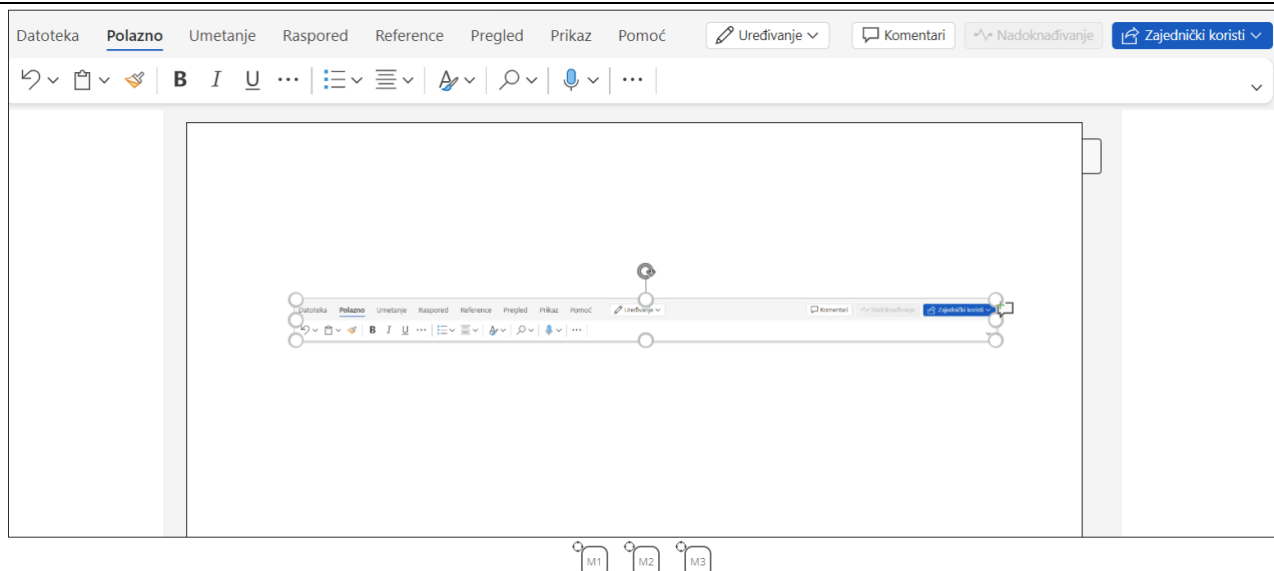 Datoteka Polazno Umetanje Raspored Reference Pregled Prikaz Pomoć Uređivanje Komentari Nadoknađivanje Zajednički koristi
B I U
Datoteka Polazno Umetanje Raspored Reference Pregled Prikaz Pomoć Uređivanje Komentari Nadoknađivanje Zajednički koristi
B I U
M1 M2 M3